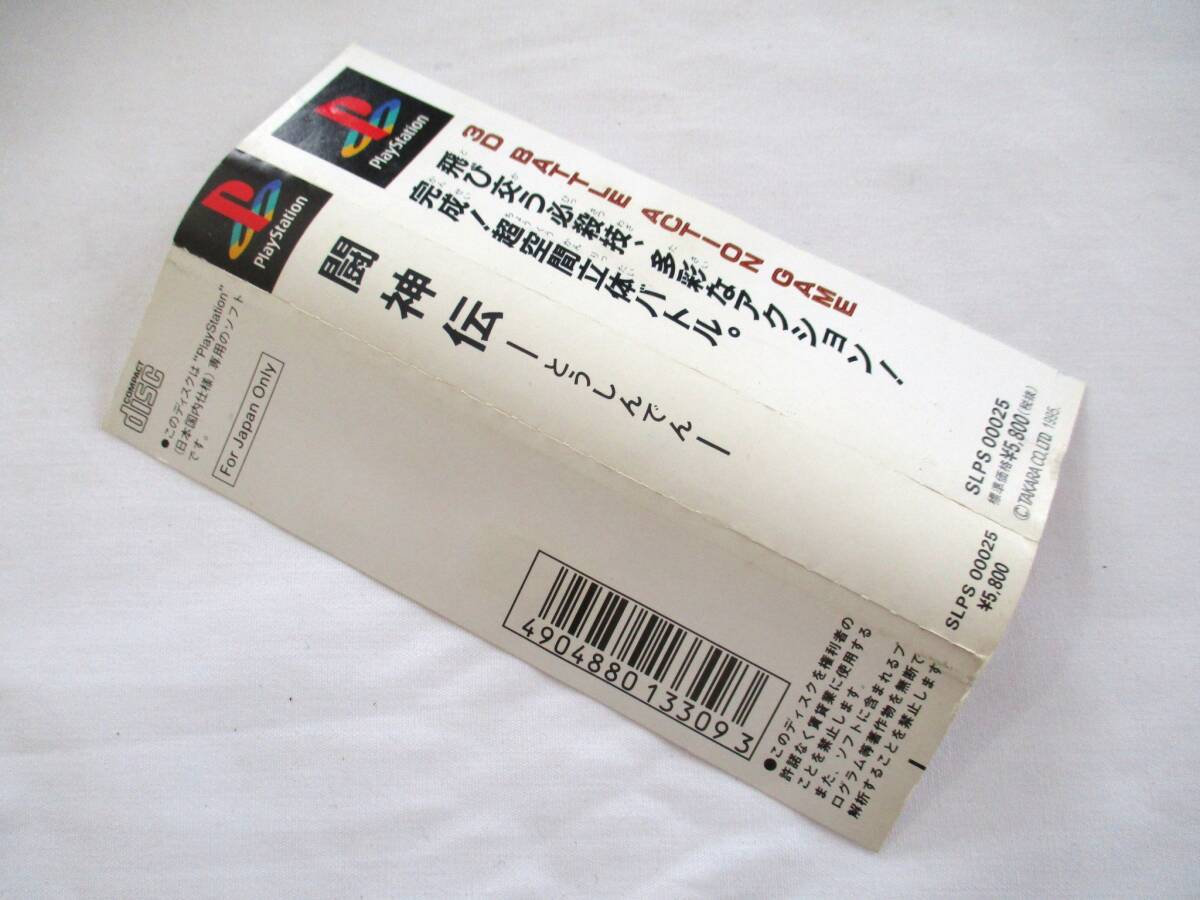 PlayStation
3D BATTLE ACTION GAME
飛び交う必殺技、多彩なアクション!
完成!超空間立体バトル。
SLPS 00025
標準価格¥5,800(税抜)
©TAKARA CO.,LTD. 1995.
PlayStation
闘神伝
ーとうしんでんー
SLPS 00025
¥5,800
COMPACT
disc
●このディスクは"PlayStation"
(日本国内仕様)専用のソフト
です。
For Japan Only
4904880133093
●このディスクを権利者の
許諾なく賃貸業に使用する
ことを禁止します。
また、ソフトに含まれるプ
ログラム等著作物を無断で
解析することを禁止します